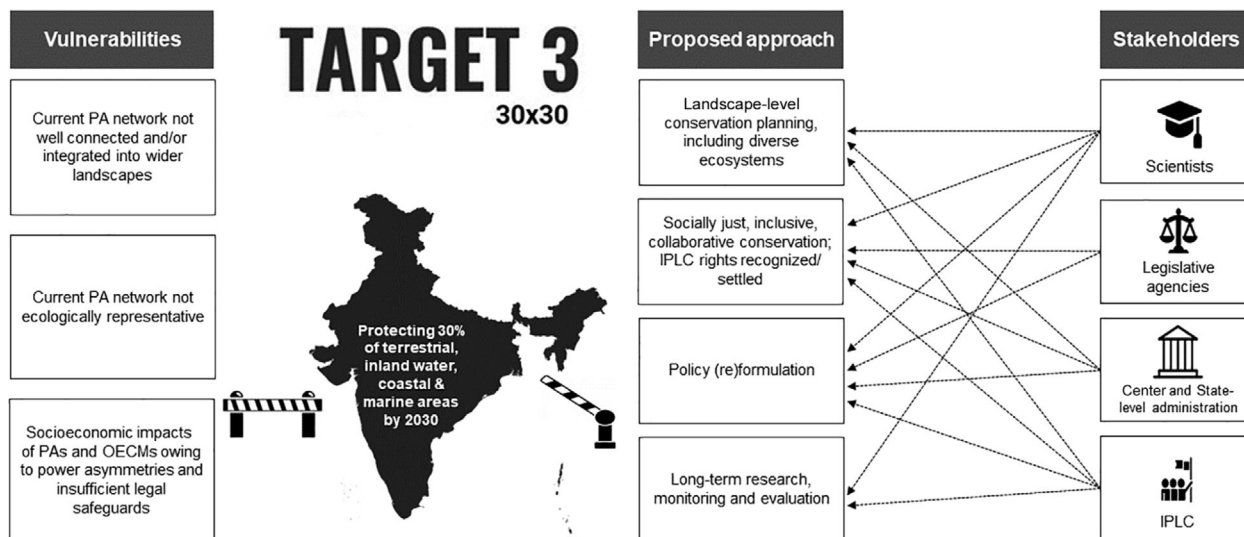 Vulnerabilities
Current PA network not
well connected and/or
integrated into wider
landscapes
Current PA network not
ecologically representative
Socioeconomic impacts
of PAs and OECMs owing
to power asymmetries and
insufficient legal
safeguards
TARGET 3
30x30
Protecting 30%
of terrestrial,
inland water,
coastal &
marine areas
by 2030
Proposed approach
Landscape-level
conservation planning,
including diverse
ecosystems
Socially just, inclusive,
collaborative conservation;
IPLC rights recognized/
settled
Policy (re)formulation
Long-term research,
monitoring and evaluation
Stakeholders
Scientists
Legislative
agencies
Center and State-
level administration
IPLC